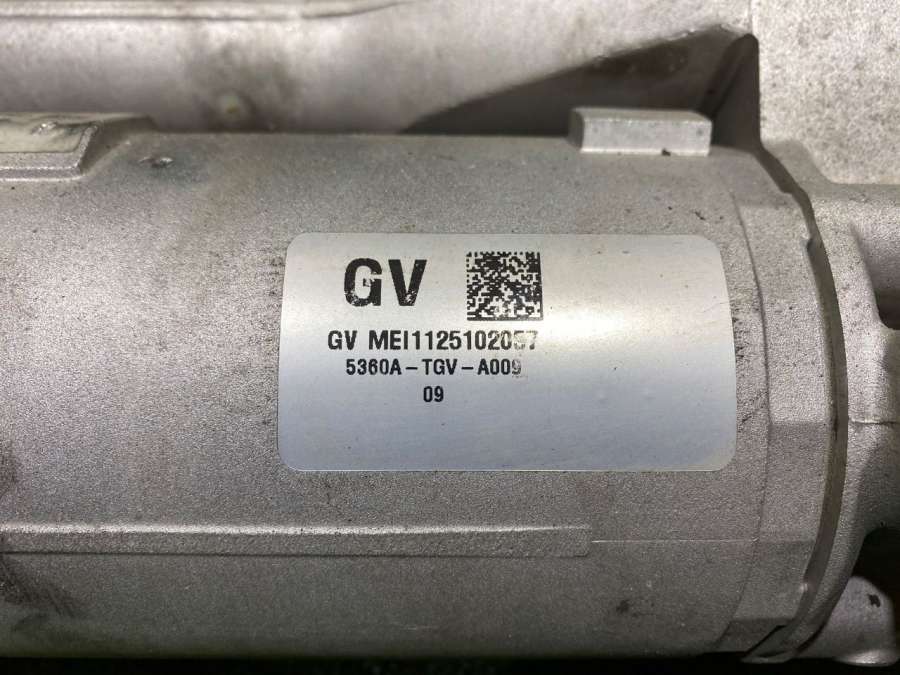 GV
GV MEI1125102057
5360A-TGV-A009
09